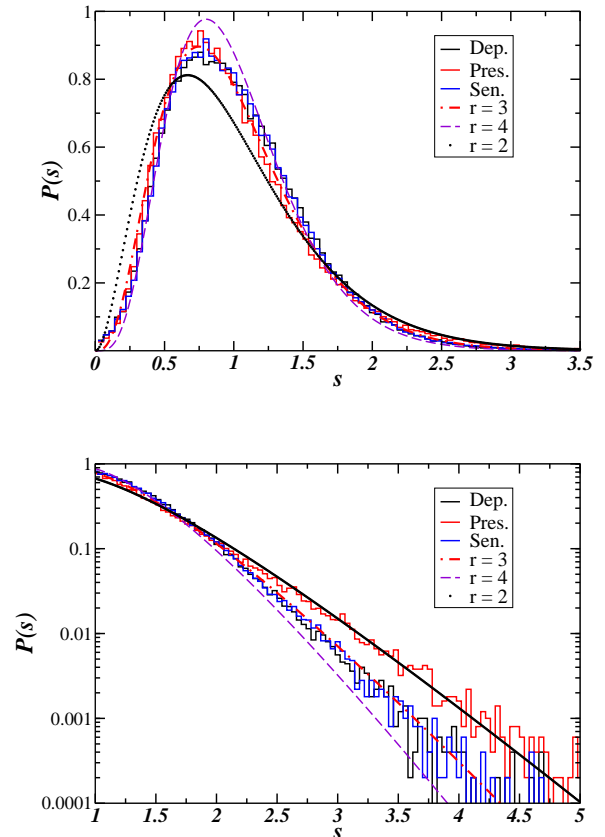 1
0.8
0.6
0.4
0.2
P(s)
Dep.
Pres.
Sen.
r = 3
r = 4
r = 2
0 0.5 1 1.5 2 2.5 3 3.5
s
1
0.1
0.01
0.001
0.0001
P(s)
Dep.
Pres.
Sen.
r = 3
r = 4
r = 2
1 1.5 2 2.5 3 3.5 4 4.5 5
s